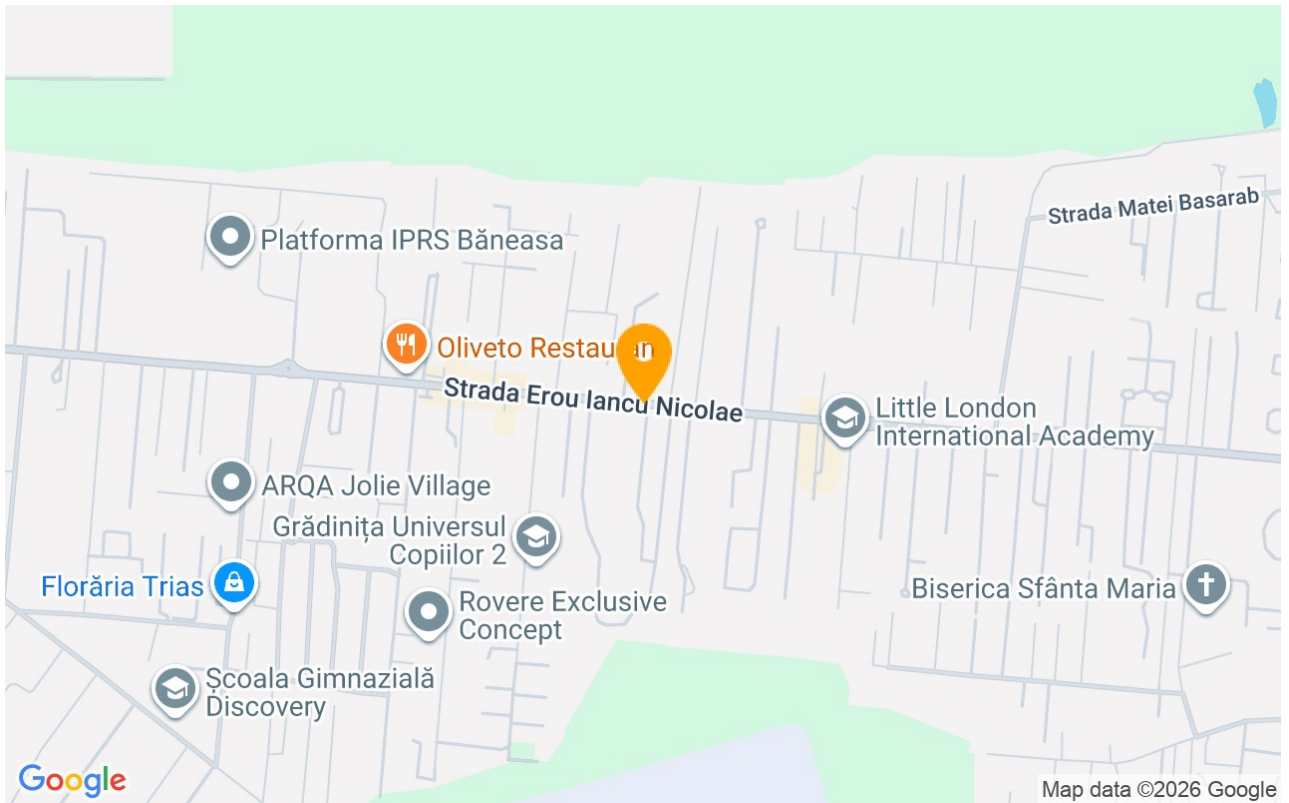 Strada Matei Basarab
Platforma IPRS Băneasa
Oliveto Restauran
Strada Erou Iancu Nicolae
Little London
International Academy
ARQA Jolie Village
Grădinița Universul
Copiilor 2
Florăria Trias
Biserica Sfânta Maria
Rovere Exclusive
Concept
Școala Gimnazială
Discovery
Google
Map data ©2026 Google